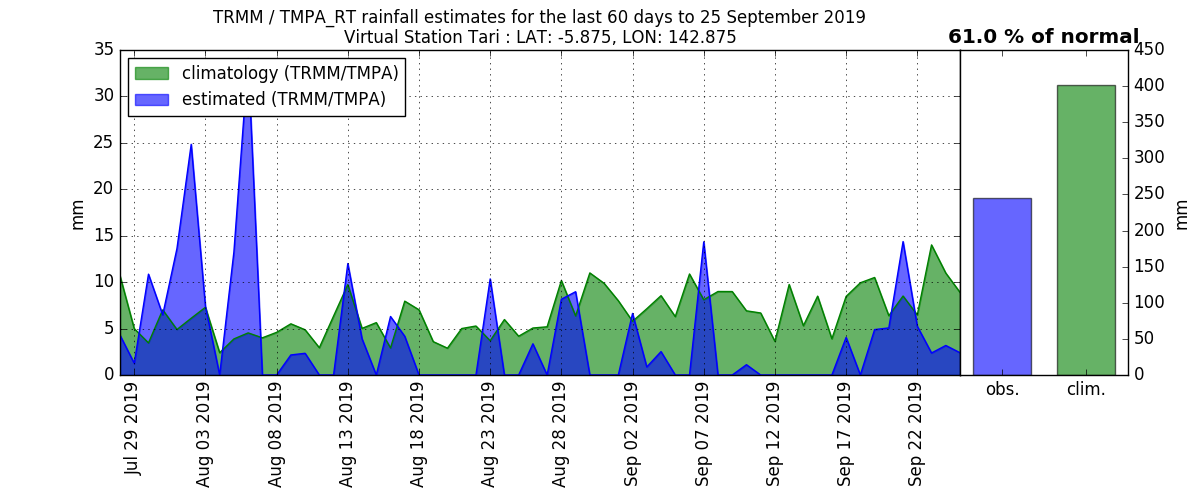 TRMM / TMPA_RT rainfall estimates for the last 60 days to 25 September 2019
Virtual Station Tari : LAT: -5.875, LON: 142.875
61.0 % of normal
climatology (TRMM/TMPA)
estimated (TRMM/TMPA)
35
30
25
20
15
10
5
0
mm
Jul 29 2019
Aug 03 2019
Aug 08 2019
Aug 13 2019
Aug 18 2019
Aug 23 2019
Aug 28 2019
Sep 02 2019
Sep 07 2019
Sep 12 2019
Sep 17 2019
Sep 22 2019
450
400
350
300
250
200
150
100
50
0
mm
obs.
clim.